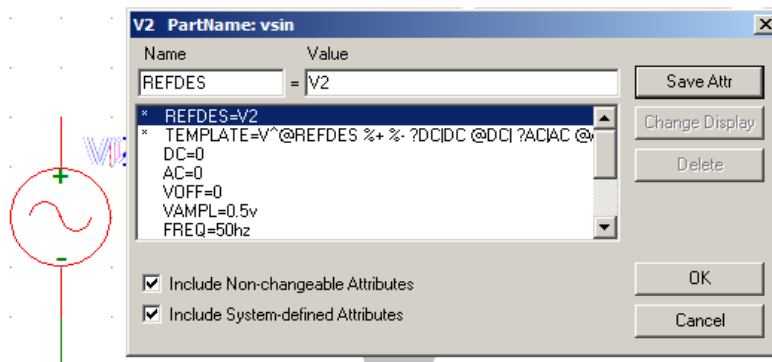 V2 PartName: vsin
Name Value
REFDES = V2
Save Attr
* REFDES=V2
* TEMPLATE=V^@REFDES %+ %- ?DC|DC @DC| ?AC|AC
DC=0
AC=0
VOFF=0
VAMPL=0.5v
FREQ=50hz
Change Display
Delete
Include Non-changeable Attributes
Include System-defined Attributes
OK
Cancel
+
-